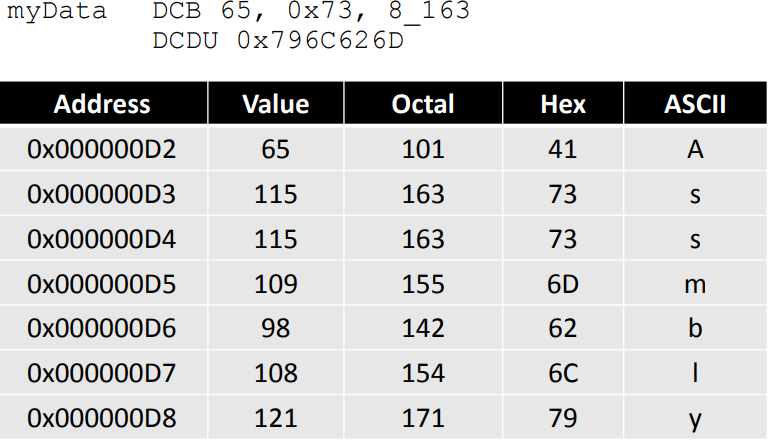 myData DCB 65, 0x73, 8_163
DCDU 0x796C626D
Address Value Octal Hex ASCII
0x000000D2 65 101 41 A
0x000000D3 115 163 73 s
0x000000D4 115 163 73 s
0x000000D5 109 155 6D m
0x000000D6 98 142 62 b
0x000000D7 108 154 6C l
0x000000D8 121 171 79 y